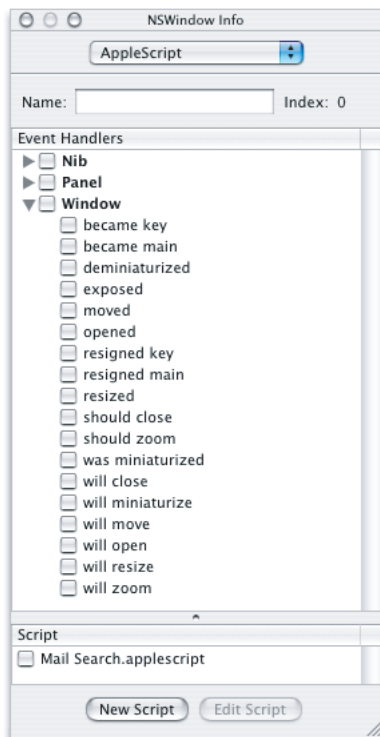 NSWindow Info
AppleScript
Name: Index: 0
Event Handlers
Nib
Panel
Window
became key
became main
deminiaturized
exposed
moved
opened
resigned key
resigned main
resized
should close
should zoom
was miniaturized
will close
will miniaturize
will move
will open
will resize
will zoom
Script
Mail Search.applescript
New Script Edit Script